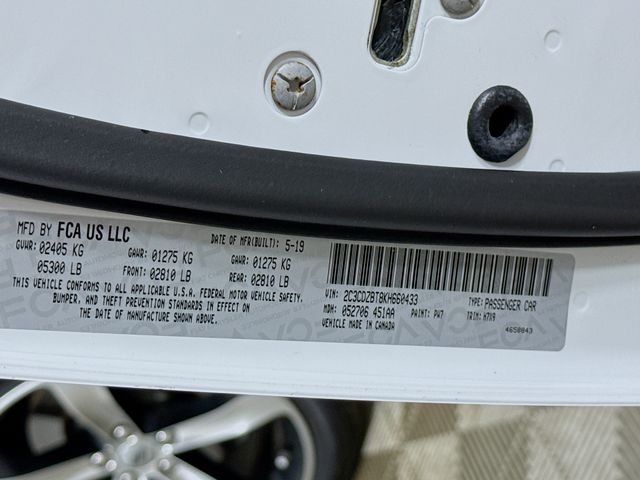 MFD BY FCA US LLC
DATE OF MFR(BUILT): 5-19
GVWR: 02405 KG GAWR: 01275 KG GAWR: 01275 KG
05300 LB FRONT: 02810 LB REAR: 02810 LB
THIS VEHICLE CONFORMS TO ALL APPLICABLE U.S.A. FEDERAL MOTOR VEHICLE SAFETY,
BUMPER, AND THEFT PREVENTION STANDARDS IN EFFECT ON
THE DATE OF MANUFACTURE SHOWN ABOVE.
VIN: 2C3CDZBT8KH660433 TYPE: PASSENGER CAR
MDH: 052706 451AA PAINT: PW7 TRIM: H7X9
VEHICLE MADE IN CANADA 4650843